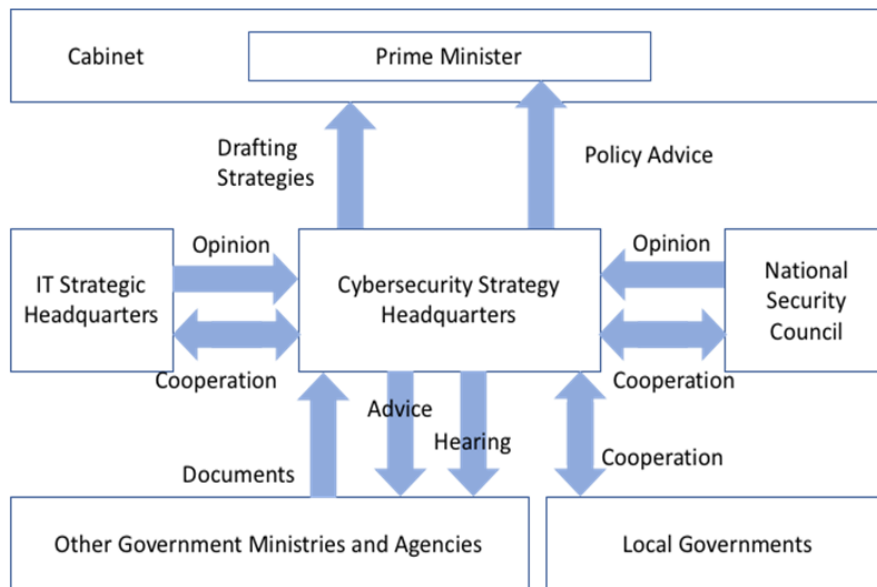 Cabinet
Prime Minister
Drafting
Strategies
Policy Advice
IT Strategic
Headquarters
Opinion
Cooperation
Cybersecurity Strategy
Headquarters
Opinion
Cooperation
National
Security
Council
Documents
Advice
Hearing
Cooperation
Other Government Ministries and Agencies
Local Governments